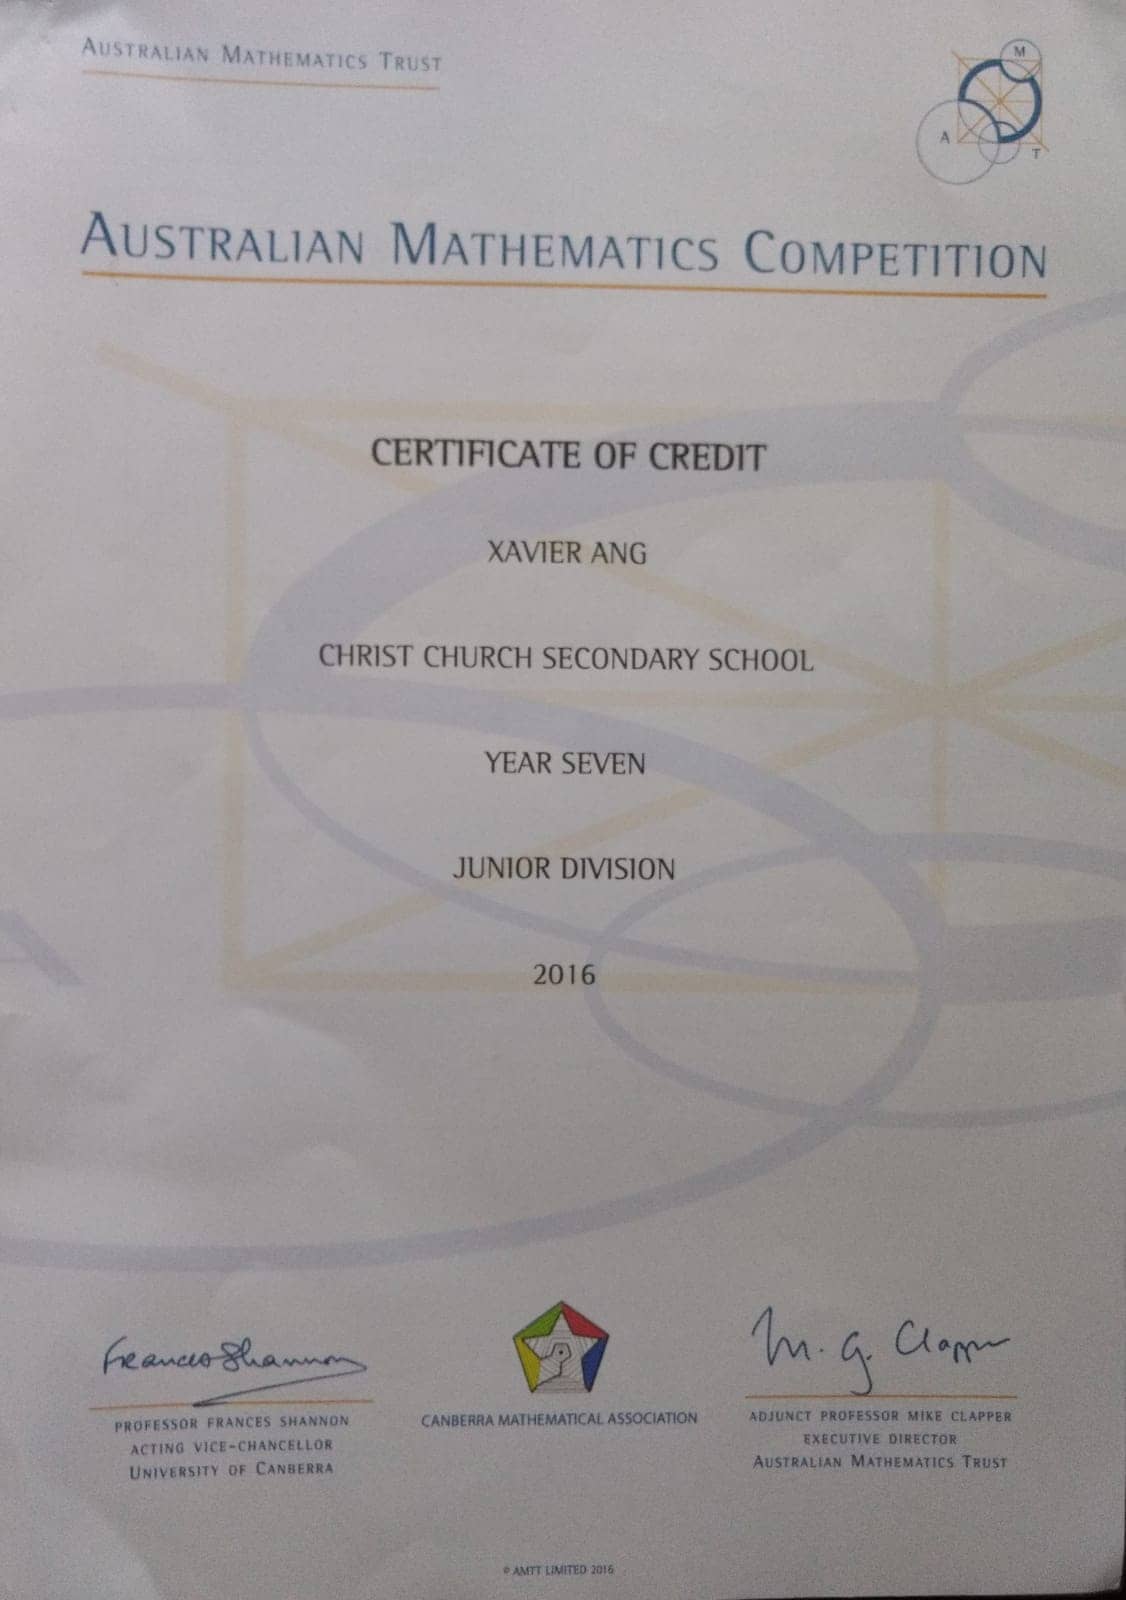 AUSTRALIAN MATHEMATICS TRUST
M
A
T
AUSTRALIAN MATHEMATICS COMPETITION
CERTIFICATE OF CREDIT
XAVIER ANG
CHRIST CHURCH SECONDARY SCHOOL
YEAR SEVEN
JUNIOR DIVISION
2016
Frances Shannon
PROFESSOR FRANCES SHANNON
ACTING VICE-CHANCELLOR
UNIVERSITY OF CANBERRA
CANBERRA MATHEMATICAL ASSOCIATION
M. G. Clapper
ADJUNCT PROFESSOR MIKE CLAPPER
EXECUTIVE DIRECTOR
AUSTRALIAN MATHEMATICS TRUST
© AMTT LIMITED 2016